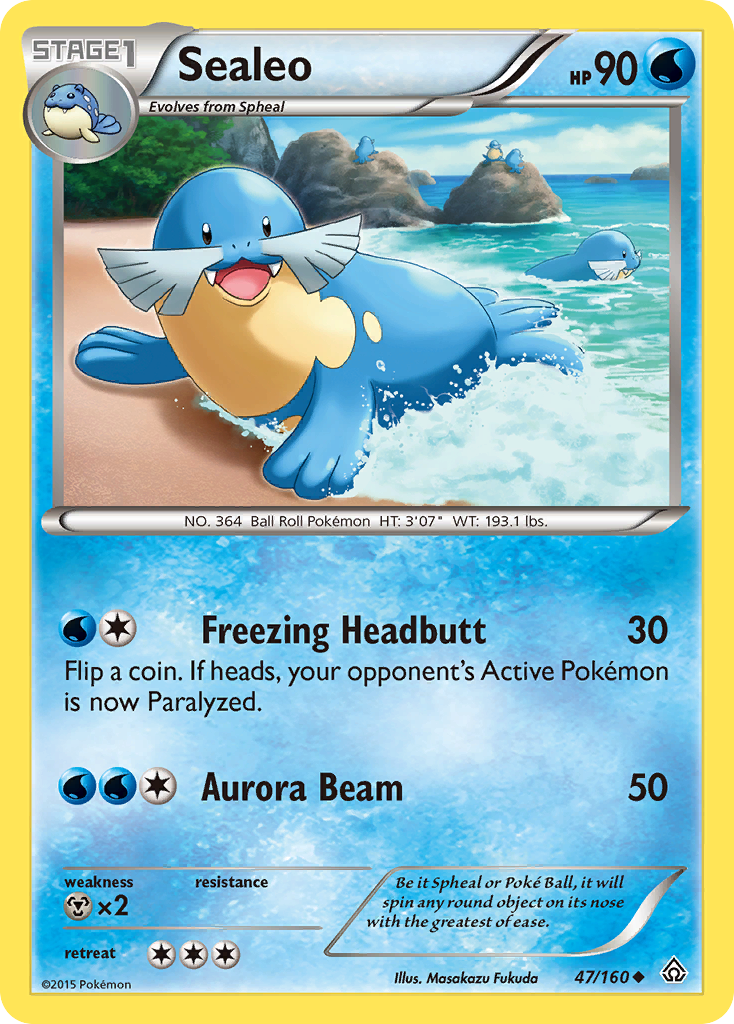 STAGE1
Sealeo
HP 90
Evolves from Spheal
NO. 364 Ball Roll Pokémon HT: 3'07" WT: 193.1 lbs.
Freezing Headbutt 30
Flip a coin. If heads, your opponent's Active Pokémon
is now Paralyzed.
Aurora Beam 50
weakness resistance
×2
Be it Spheal or Poké Ball, it will
spin any round object on its nose
with the greatest of ease.
retreat
©2015 Pokémon
Illus. Masakazu Fukuda 47/160